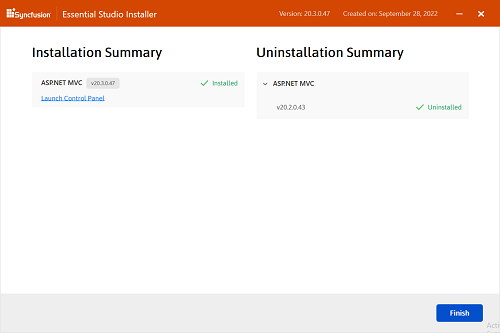 Syncfusion Essential Studio Installer Version: 20.3.0.47 Created on: September 28, 2022
Installation Summary
ASP.NET MVC v20.3.0.47 Installed
Launch Control Panel
Uninstallation Summary
ASP.NET MVC
v20.2.0.43 Uninstalled
Finish
Acti